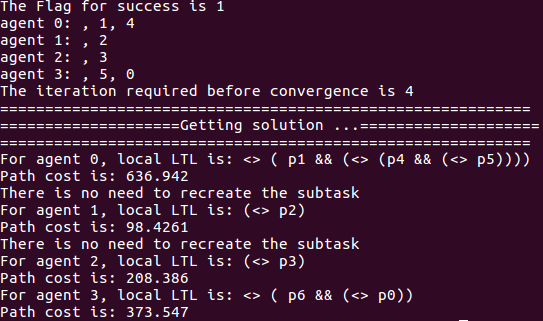 The Flag for success is 1
agent 0: , 1, 4
agent 1: , 2
agent 2: , 3
agent 3: , 5, 0
The iteration required before convergence is 4
===========================================================
====================Getting solution ...====================
===========================================================
For agent 0, local LTL is: <> ( p1 && (<> (p4 && (<> p5))))
Path cost is: 636.942
There is no need to recreate the subtask
For agent 1, local LTL is: (<> p2)
Path cost is: 98.4261
There is no need to recreate the subtask
For agent 2, local LTL is: (<> p3)
Path cost is: 208.386
For agent 3, local LTL is: <> ( p6 && (<> p0))
Path cost is: 373.547